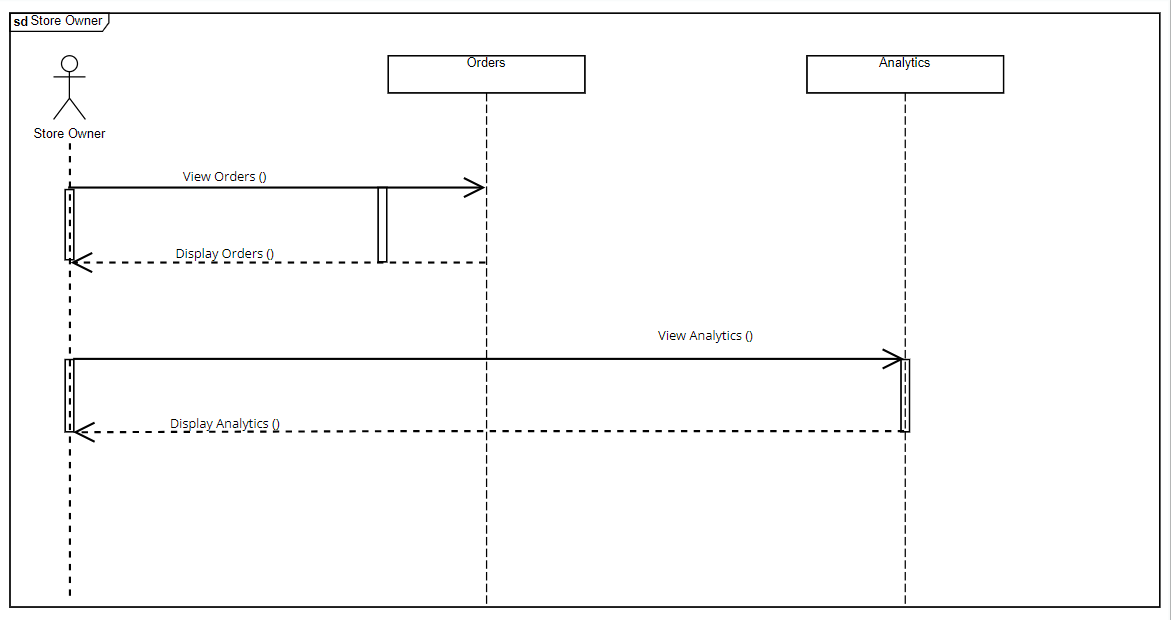 sd Store Owner
Orders
Analytics
Store Owner
View Orders ()
Display Orders ()
View Analytics ()
Display Analytics ()